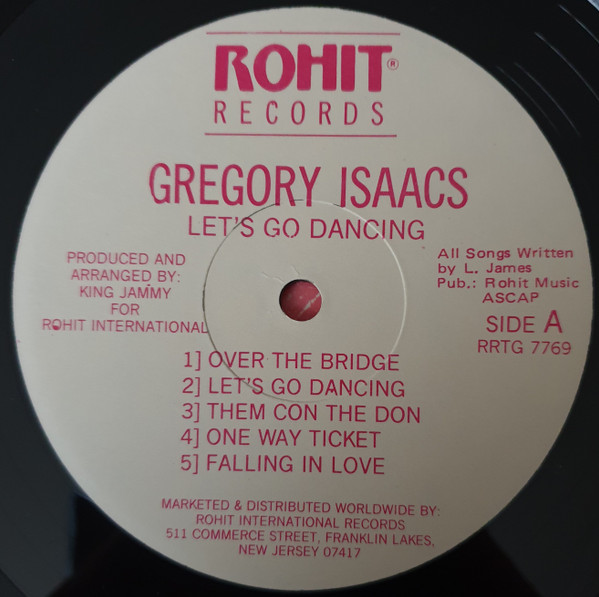 ROHIT®
RECORDS
GREGORY ISAACS
LET'S GO DANCING
PRODUCED AND
ARRANGED BY:
KING JAMMY
FOR
ROHIT INTERNATIONAL
All Songs Written
by L. James
Pub.: Rohit Music
ASCAP
SIDE A
RRTG 7769
1] OVER THE BRIDGE
2] LET'S GO DANCING
3] THEM CON THE DON
4] ONE WAY TICKET
5] FALLING IN LOVE
MARKETED & DISTRIBUTED WORLDWIDE BY:
ROHIT INTERNATIONAL RECORDS
511 COMMERCE STREET, FRANKLIN LAKES,
NEW JERSEY 07417